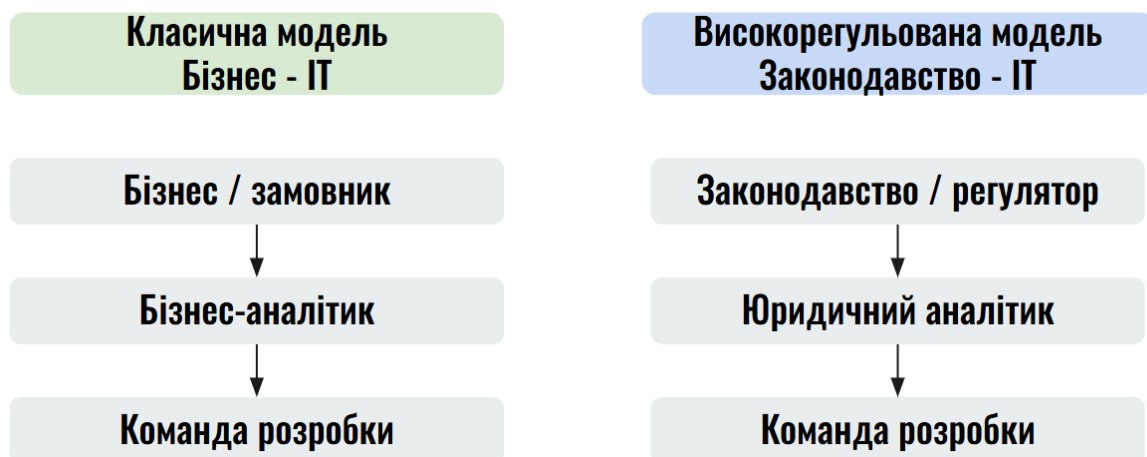 Класична модель
Бізнес - ІТ
Високорегульована модель
Законодавство - ІТ
Бізнес / замовник
Законодавство / регулятор
Бізнес-аналітик
Юридичний аналітик
Команда розробки
Команда розробки